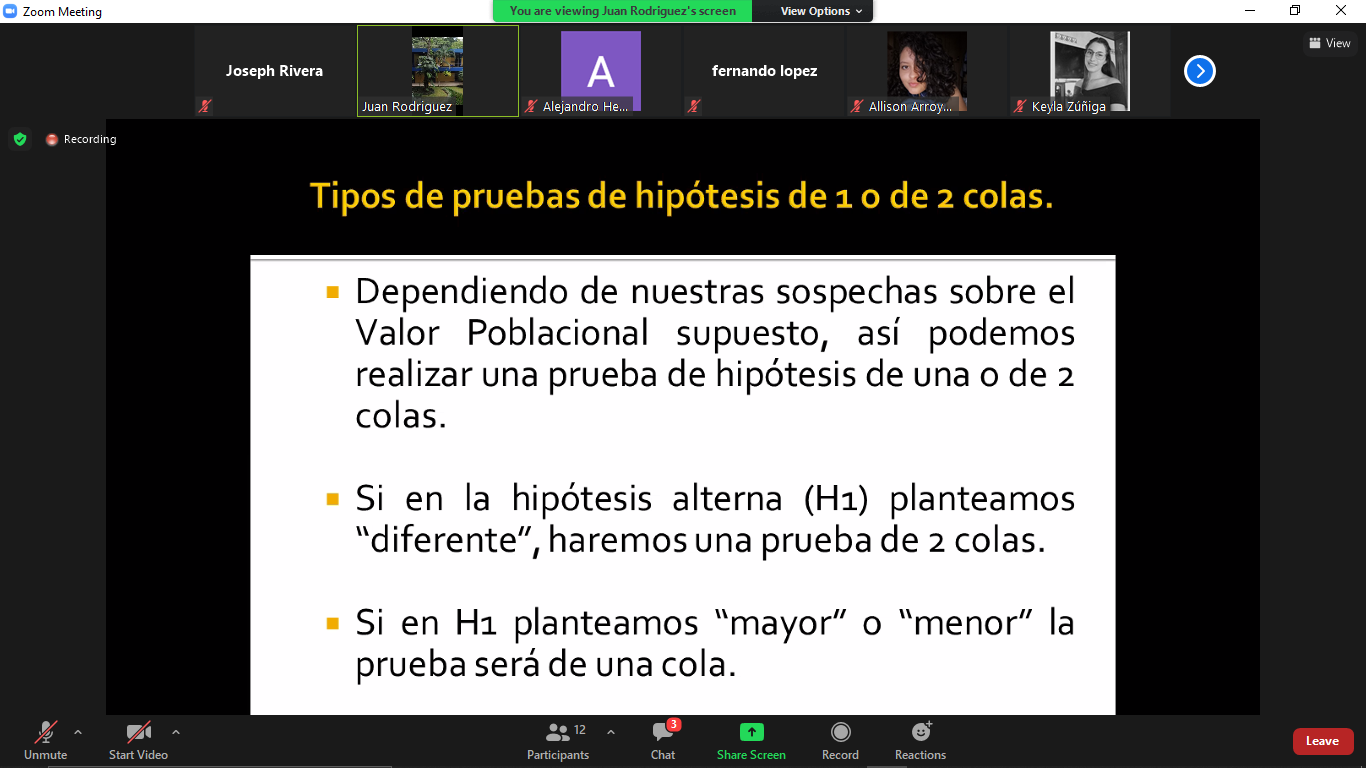 Zoom Meeting
You are viewing Juan Rodriguez's screen
View Options
Joseph Rivera
Juan Rodriguez
A
Alejandro He...
fernando lopez
Allison Arroy...
Keyla Zúñiga
View
Recording
Tipos de pruebas de hipótesis de 1 o de 2 colas.
Dependiendo de nuestras sospechas sobre el
Valor Poblacional supuesto, así podemos
realizar una prueba de hipótesis de una o de 2
colas.
Si en la hipótesis alterna (H1) planteamos
“diferente”, haremos una prueba de 2 colas.
Si en H1 planteamos “mayor” o “menor” la
prueba será de una cola.
Unmute
Start Video
Participants
12
Chat
3
Share Screen
Record
Reactions
Leave